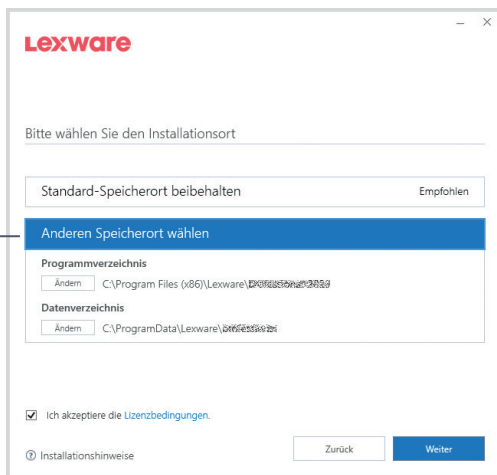 Lexware
Bitte wählen Sie den Installationsort
Standard-Speicherort beibehalten Empfohlen
Anderen Speicherort wählen
Programmverzeichnis
Ändern C:\Program Files (x86)\Lexware\
Datenverzeichnis
Ändern C:\ProgramData\Lexware\
Ich akzeptiere die Lizenzbedingungen.
Installationshinweise Zurück Weiter